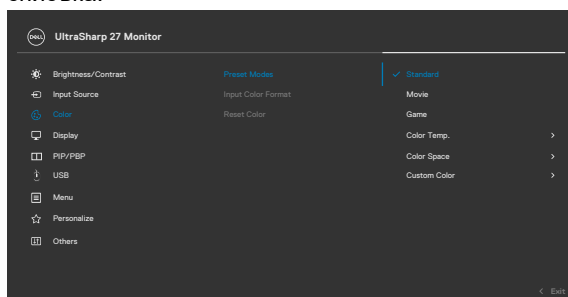 DELL UltraSharp 27 Monitor
Brightness/Contrast Preset Modes Standard
Input Source Input Color Format Movie
Color Reset Color Game
Display Color Temp.
PIP/PBP Color Space
USB Custom Color
Menu
Personalize
Others
Exit